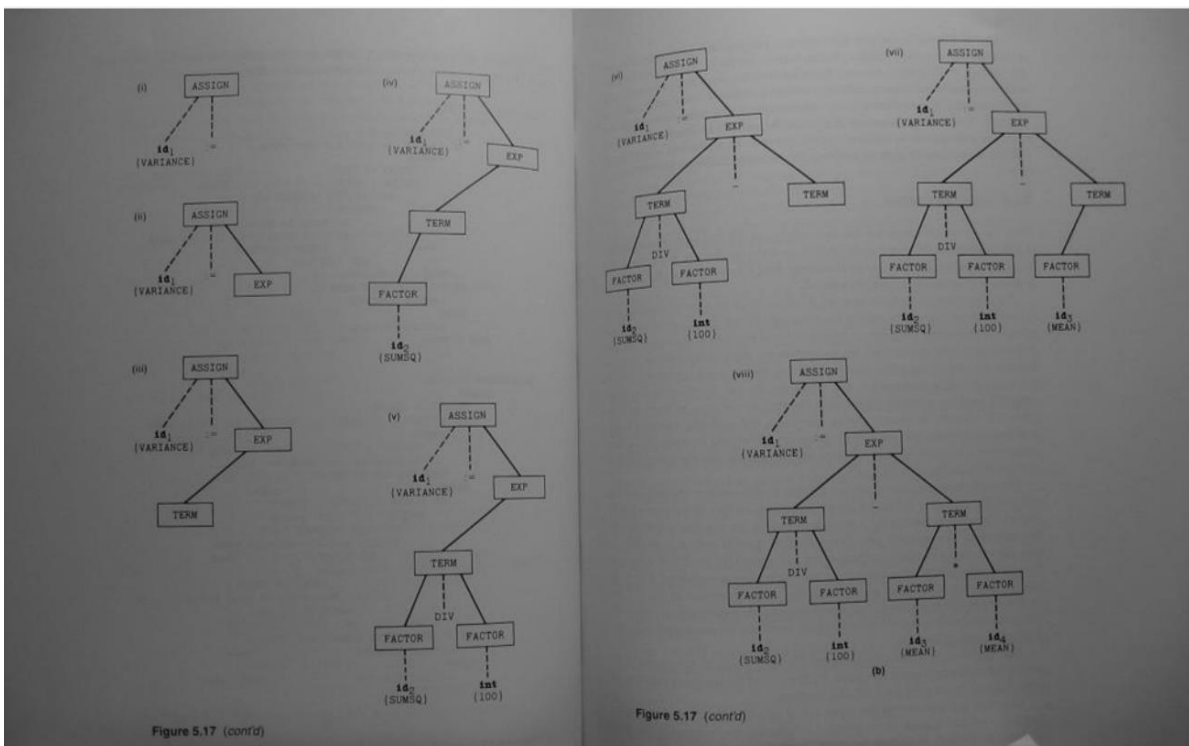 (i)
ASSIGN
id1 :=
{VARIANCE}
(ii)
ASSIGN
id1 :=
{VARIANCE} EXP
(iii)
ASSIGN
id1 :=
{VARIANCE} EXP
TERM
(iv)
ASSIGN
id1 :=
{VARIANCE}
EXP
TERM
FACTOR
id2
{SUMSQ}
(v)
ASSIGN
id1 :=
{VARIANCE} EXP
TERM
DIV
FACTOR FACTOR
id2 int
{SUMSQ} {100}
Figure 5.17 (cont'd)
(vi)
ASSIGN
id1 :=
{VARIANCE} EXP
-
TERM TERM
DIV
FACTOR FACTOR
id2 int
{SUMSQ} {100}
(vii)
ASSIGN
id1 :=
{VARIANCE} EXP
-
TERM TERM
DIV
FACTOR FACTOR FACTOR
id2 int id3
{SUMSQ} {100} {MEAN}
(viii)
ASSIGN
id1 :=
{VARIANCE} EXP
-
TERM TERM
DIV *
FACTOR FACTOR FACTOR FACTOR
id2 int id3 id4
{SUMSQ} {100} {MEAN} {MEAN}
(b)
Figure 5.17 (cont'd)